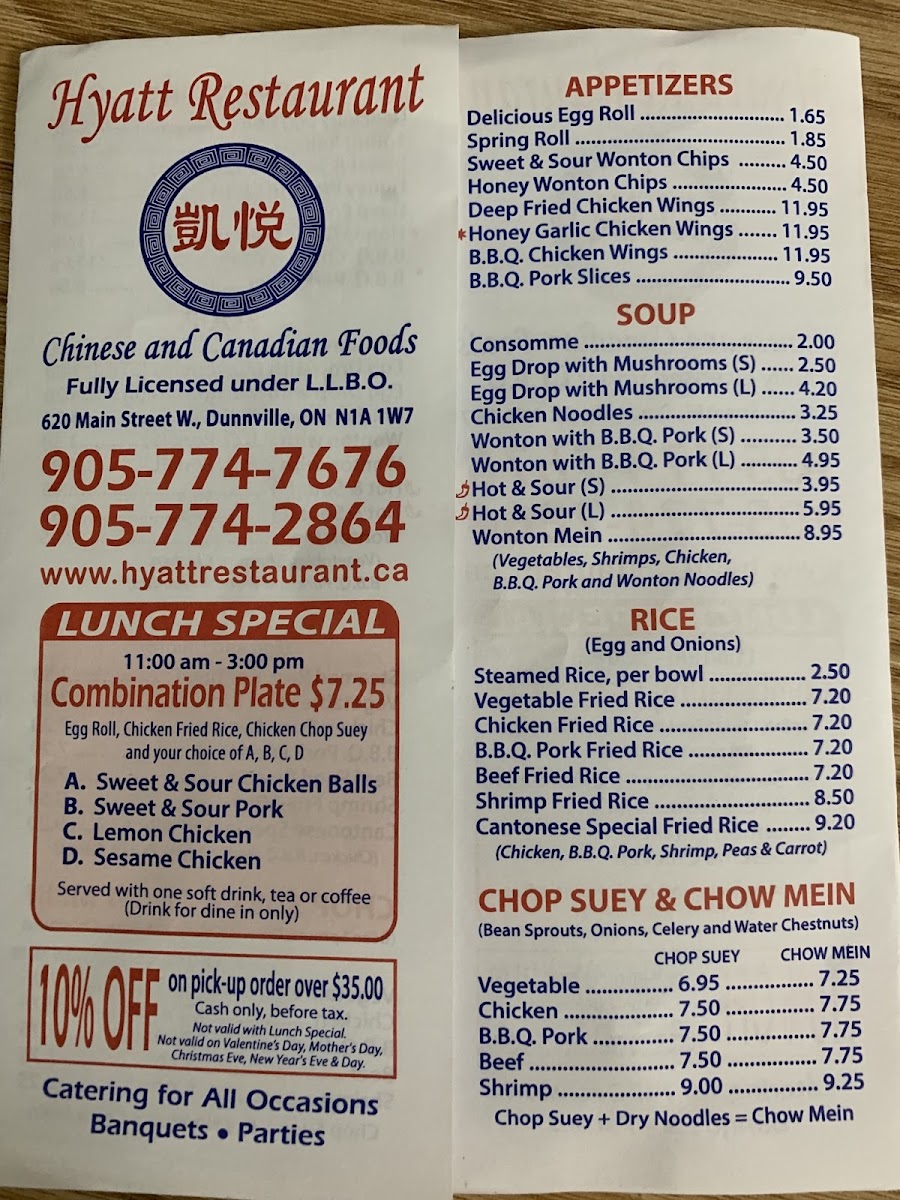 Hyatt Restaurant
凱悦
Chinese and Canadian Foods
Fully Licensed under L.L.B.O.
620 Main Street W., Dunnville, ON N1A 1W7
905-774-7676
905-774-2864
www.hyattrestaurant.ca
LUNCH SPECIAL
11:00 am - 3:00 pm
Combination Plate $7.25
Egg Roll, Chicken Fried Rice, Chicken Chop Suey
and your choice of A, B, C, D
A. Sweet & Sour Chicken Balls
B. Sweet & Sour Pork
C. Lemon Chicken
D. Sesame Chicken
Served with one soft drink, tea or coffee
(Drink for dine in only)
10% OFF
on pick-up order over $35.00
Cash only, before tax.
Not valid with Lunch Special.
Not valid on Valentine's Day, Mother's Day,
Christmas Eve, New Year's Eve & Day.
Catering for All Occasions
Banquets • Parties
APPETIZERS
Delicious Egg Roll ............................ 1.65
Spring Roll ........................................ 1.85
Sweet & Sour Wonton Chips ......... 4.50
Honey Wonton Chips ...................... 4.50
Deep Fried Chicken Wings ........... 11.95
*Honey Garlic Chicken Wings ....... 11.95
B.B.Q. Chicken Wings .................... 11.95
B.B.Q. Pork Slices ............................. 9.50
SOUP
Consomme ........................................ 2.00
Egg Drop with Mushrooms (S) ...... 2.50
Egg Drop with Mushrooms (L) ...... 4.20
Chicken Noodles .............................. 3.25
Wonton with B.B.Q. Pork (S) .......... 3.50
Wonton with B.B.Q. Pork (L) .......... 4.95
Hot & Sour (S) ................................... 3.95
Hot & Sour (L) ................................... 5.95
Wonton Mein ..................................... 8.95
(Vegetables, Shrimps, Chicken,
B.B.Q. Pork and Wonton Noodles)
RICE
(Egg and Onions)
Steamed Rice, per bowl .................. 2.50
Vegetable Fried Rice ........................ 7.20
Chicken Fried Rice ............................ 7.20
B.B.Q. Pork Fried Rice ...................... 7.20
Beef Fried Rice .................................. 7.20
Shrimp Fried Rice ............................. 8.50
Cantonese Special Fried Rice ........ 9.20
(Chicken, B.B.Q. Pork, Shrimp, Peas & Carrot)
CHOP SUEY & CHOW MEIN
(Bean Sprouts, Onions, Celery and Water Chestnuts)
CHOP SUEY CHOW MEIN
Vegetable ................ 6.95 ................ 7.25
Chicken .................... 7.50 ................ 7.75
B.B.Q. Pork ............... 7.50 ................ 7.75
Beef ........................... 7.50 ................ 7.75
Shrimp ...................... 9.00 ................ 9.25
Chop Suey + Dry Noodles = Chow Mein